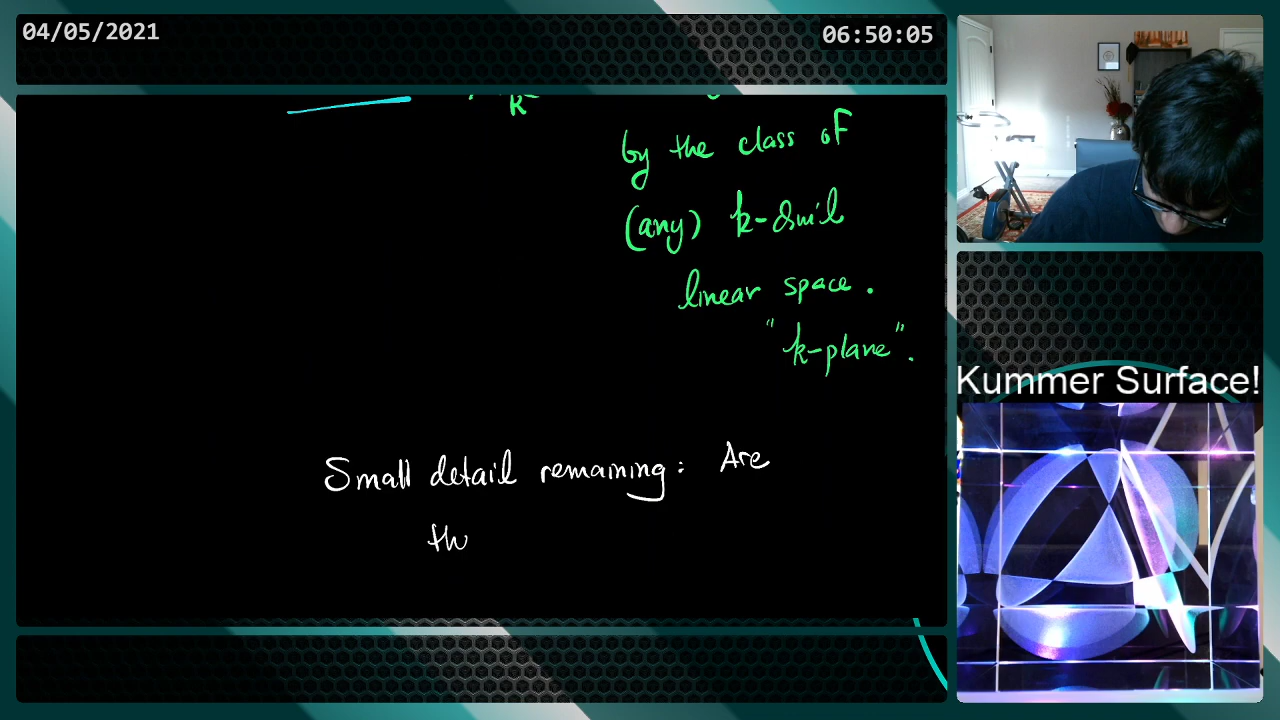 04/05/2021
06:50:05
k
by the class of
(any) k-dim'l
linear space.
"k-plane".
Small detail remaining: Are
th
Kummer Surface!